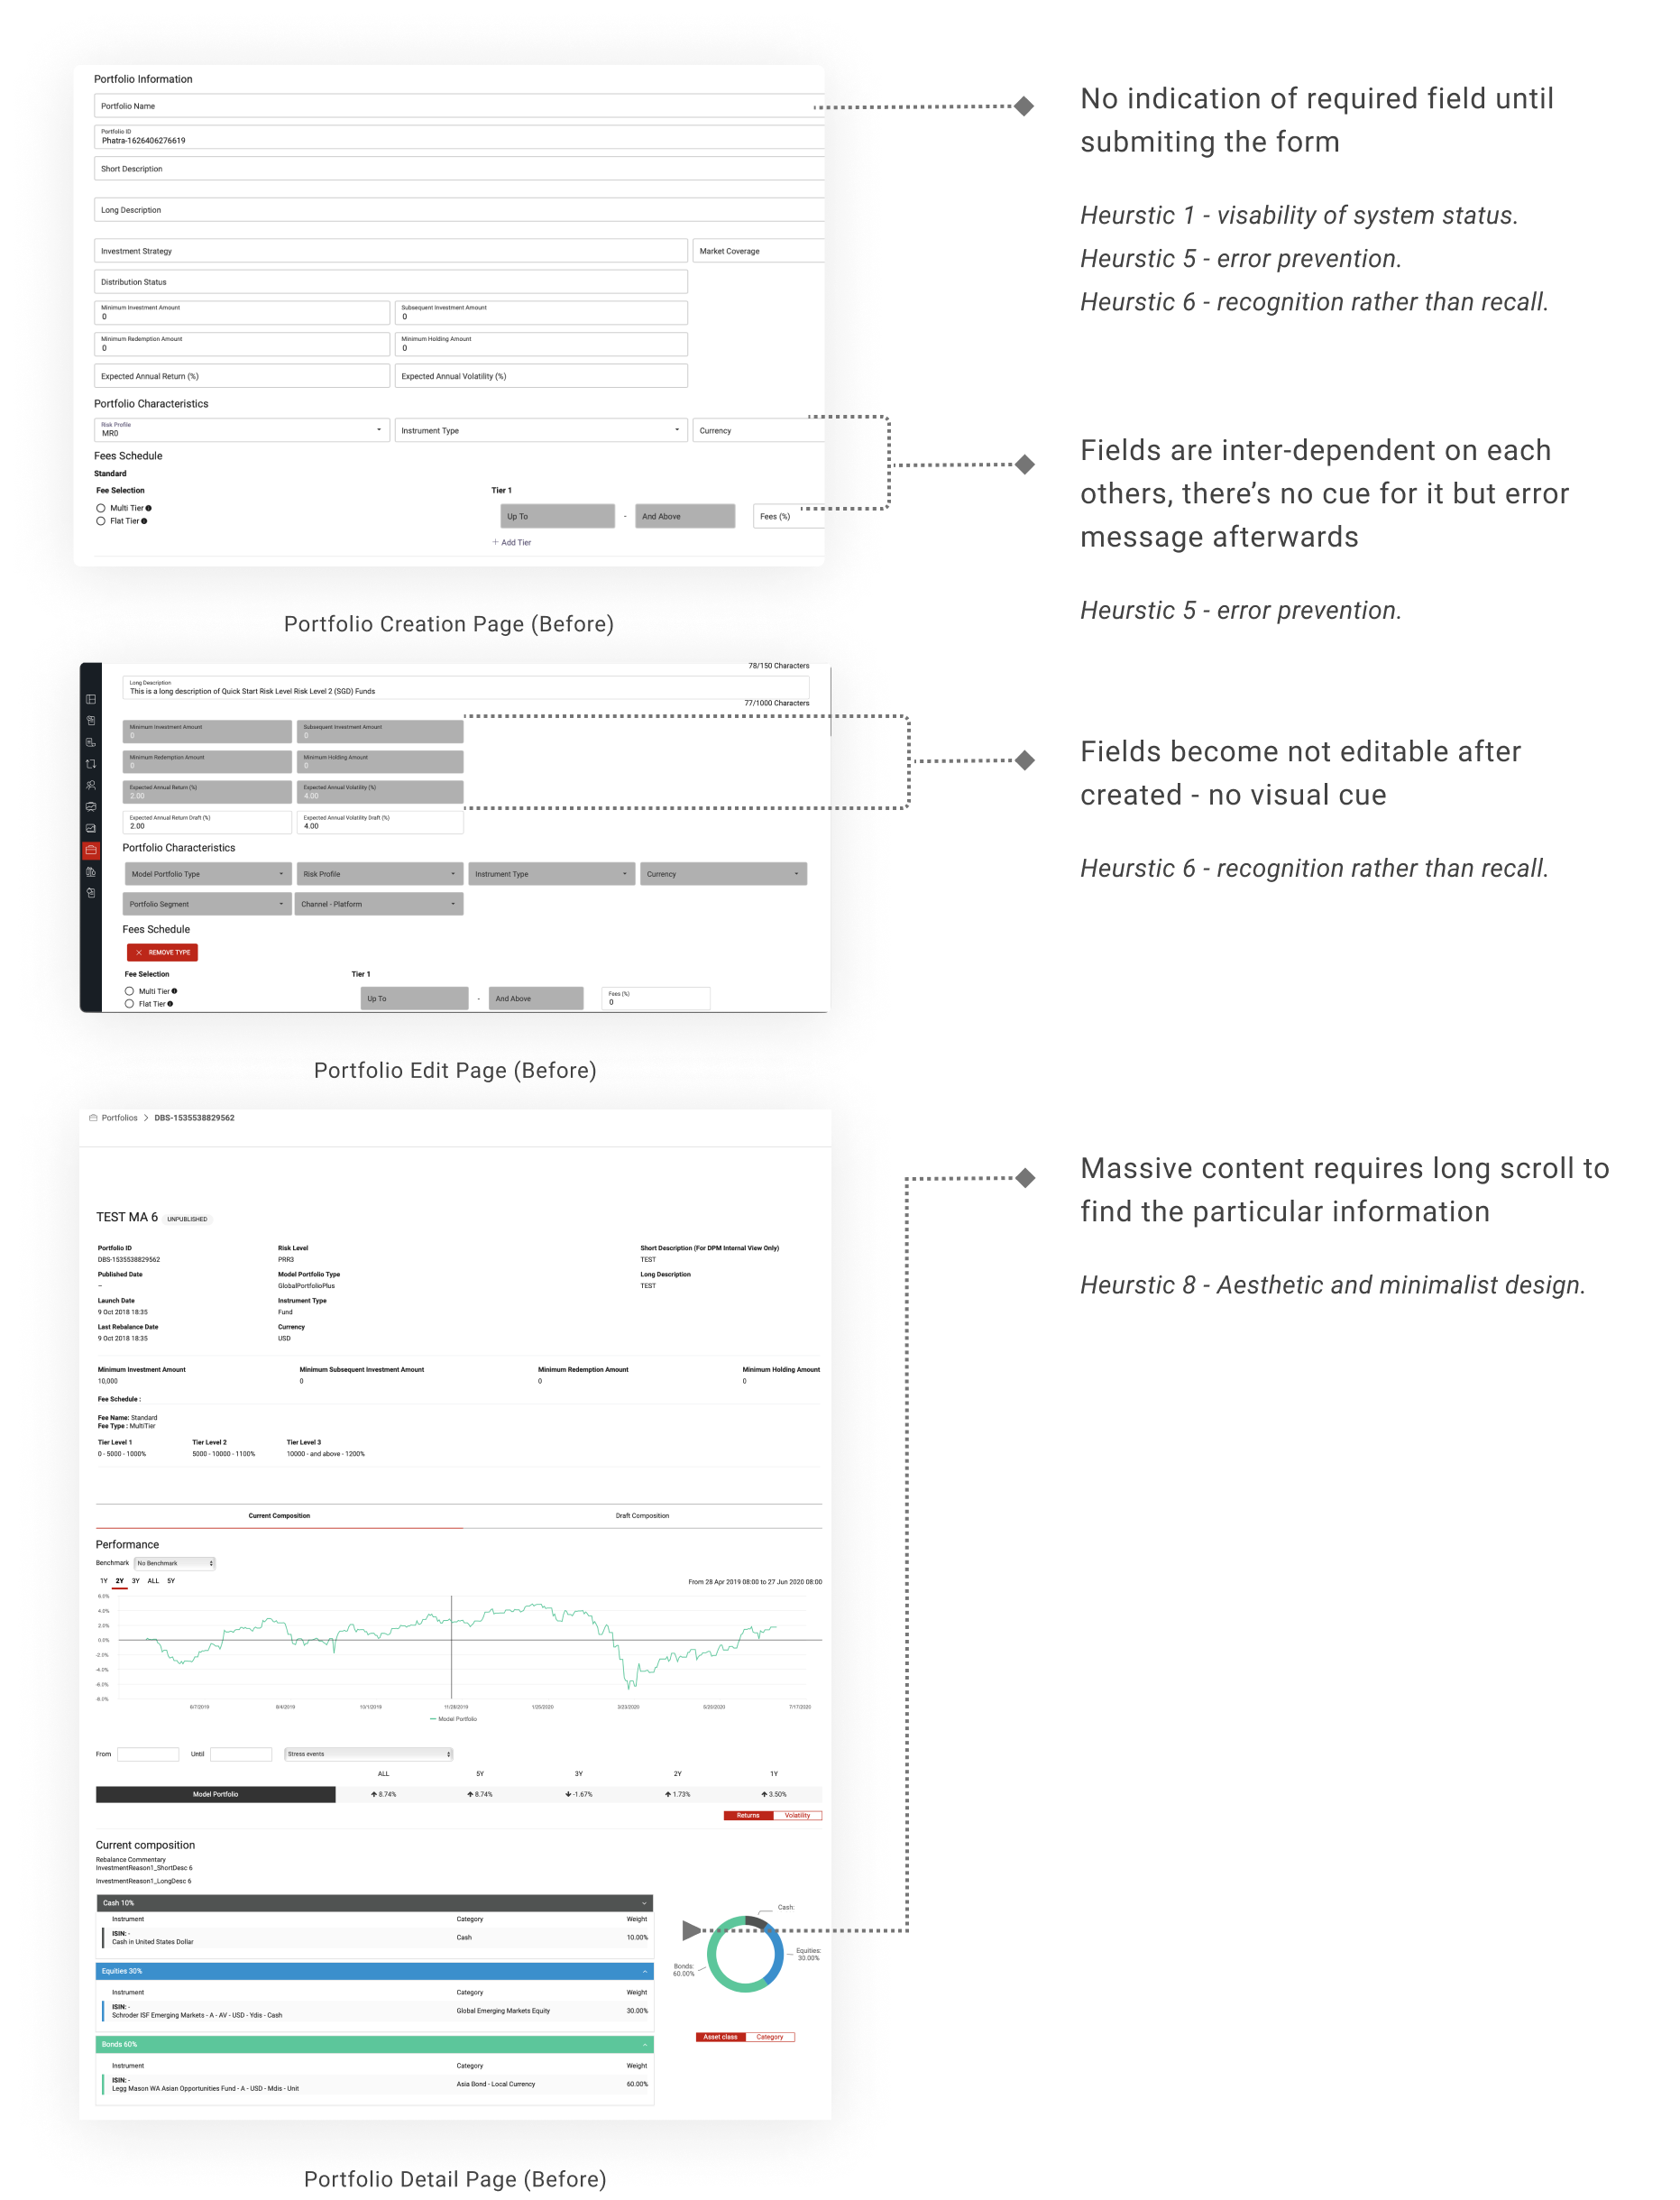 Portfolio Information
Portfolio Name
Portfolio ID
Phatra-1626406276619
Short Description
Long Description
Investment Strategy
Market Coverage
Distribution Status
Minimum Investment Amount
0
Subsequent Investment Amount
0
Minimum Redemption Amount
0
Minimum Holding Amount
0
Expected Annual Return (%)
Expected Annual Volatility (%)
Portfolio Characteristics
Risk Profile
MR0
Instrument Type
Currency
Fees Schedule
Standard
Fee Selection
Multi Tier
Flat Tier
Tier 1
Up To
-
And Above
Fees (%)
+ Add Tier
No indication of required field until
submiting the form
Heurstic 1 - visability of system status.
Heurstic 5 - error prevention.
Heurstic 6 - recognition rather than recall.
Fields are inter-dependent on each
others, there’s no cue for it but error
message afterwards
Heurstic 5 - error prevention.
Portfolio Creation Page (Before)
78/150 Characters
Long Description
This is a long description of Quick Start Risk Level Risk Level 2 (SGD) Funds
77/1000 Characters
Minimum Investment Amount
0
Subsequent Investment Amount
0
Minimum Redemption Amount
0
Minimum Holding Amount
0
Expected Annual Return (%)
2.00
Expected Annual Volatility (%)
4.00
Expected Annual Return Draft (%)
2.00
Expected Annual Volatility Draft (%)
4.00
Portfolio Characteristics
Model Portfolio Type
Risk Profile
Instrument Type
Currency
Portfolio Segment
Channel - Platform
Fees Schedule
× REMOVE TYPE
Fee Selection
Multi Tier
Flat Tier
Tier 1
Up To
-
And Above
Fees (%)
0
Fields become not editable after
created - no visual cue
Heurstic 6 - recognition rather than recall.
Portfolio Edit Page (Before)
Portfolios > DBS-1535538829562
TEST MA 6 UNPUBLISHED
Portfolio ID
DBS-1535538829562
Published Date
–
Launch Date
9 Oct 2018 18:35
Last Rebalance Date
9 Oct 2018 18:35
Risk Level
PRR3
Model Portfolio Type
GlobalPortfolioPlus
Instrument Type
Fund
Currency
USD
Short Description (For DPM Internal View Only)
TEST
Long Description
TEST
Minimum Investment Amount
10,000
Minimum Subsequent Investment Amount
0
Minimum Redemption Amount
0
Minimum Holding Amount
0
Fee Schedule :
Fee Name: Standard
Fee Type : MultiTier
Tier Level 1
0 - 5000 - 1000%
Tier Level 2
5000 - 10000 - 1100%
Tier Level 3
10000 - and above - 1200%
Current Composition
Draft Composition
Performance
Benchmark No Benchmark
1Y 2Y 3Y ALL 5Y
From 28 Apr 2019 08:00 to 27 Jun 2020 08:00
6.0%
4.0%
2.0%
0.0%
-2.0%
-4.0%
-6.0%
-8.0%
6/7/2019 8/4/2019 10/1/2019 11/28/2019 1/25/2020 3/23/2020 5/20/2020 7/17/2020
Model Portfolio
From Until Stress events
ALL 5Y 3Y 2Y 1Y
Model Portfolio ↑ 8.74% ↑ 8.74% ↓ -1.67% ↑ 1.73% ↑ 3.50%
Returns Volatility
Current composition
Rebalance Commentary
InvestmentReason1_ShortDesc 6
InvestmentReason1_LongDesc 6
Cash 10%
Instrument Category Weight
ISIN: -
Cash in United States Dollar Cash 10.00%
Equities 30%
Instrument Category Weight
ISIN: -
Schroder ISF Emerging Markets - A - AV - USD - Ydis - Cash Global Emerging Markets Equity 30.00%
Bonds 60%
Instrument Category Weight
ISIN: -
Legg Mason WA Asian Opportunities Fund - A - USD - Mdis - Unit Asia Bond - Local Currency 60.00%
Cash:
Equities:
30.00%
Bonds:
60.00%
Asset class Category
Massive content requires long scroll to
find the particular information
Heurstic 8 - Aesthetic and minimalist design.
Portfolio Detail Page (Before)